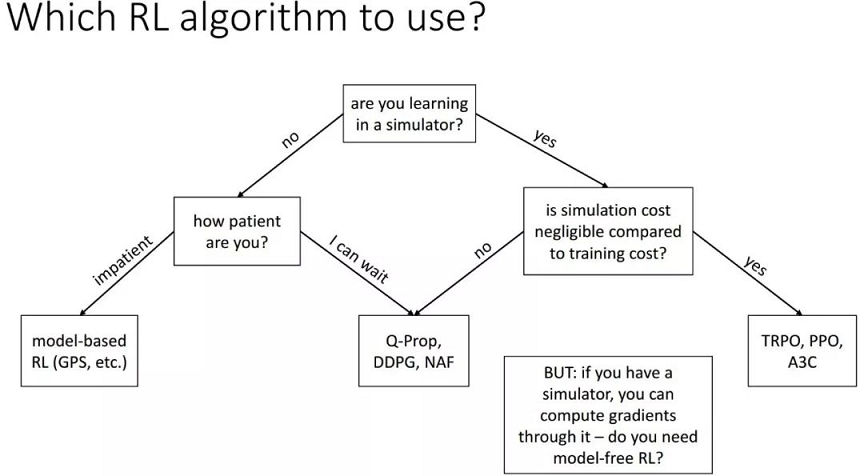 Which RL algorithm to use?
are you learning
in a simulator?
no
yes
how patient
are you?
is simulation cost
negligible compared
to training cost?
impatient
I can wait
no
yes
model-based
RL (GPS, etc.)
Q-Prop,
DDPG, NAF
TRPO, PPO,
A3C
BUT: if you have a
simulator, you can
compute gradients
through it – do you need
model-free RL?